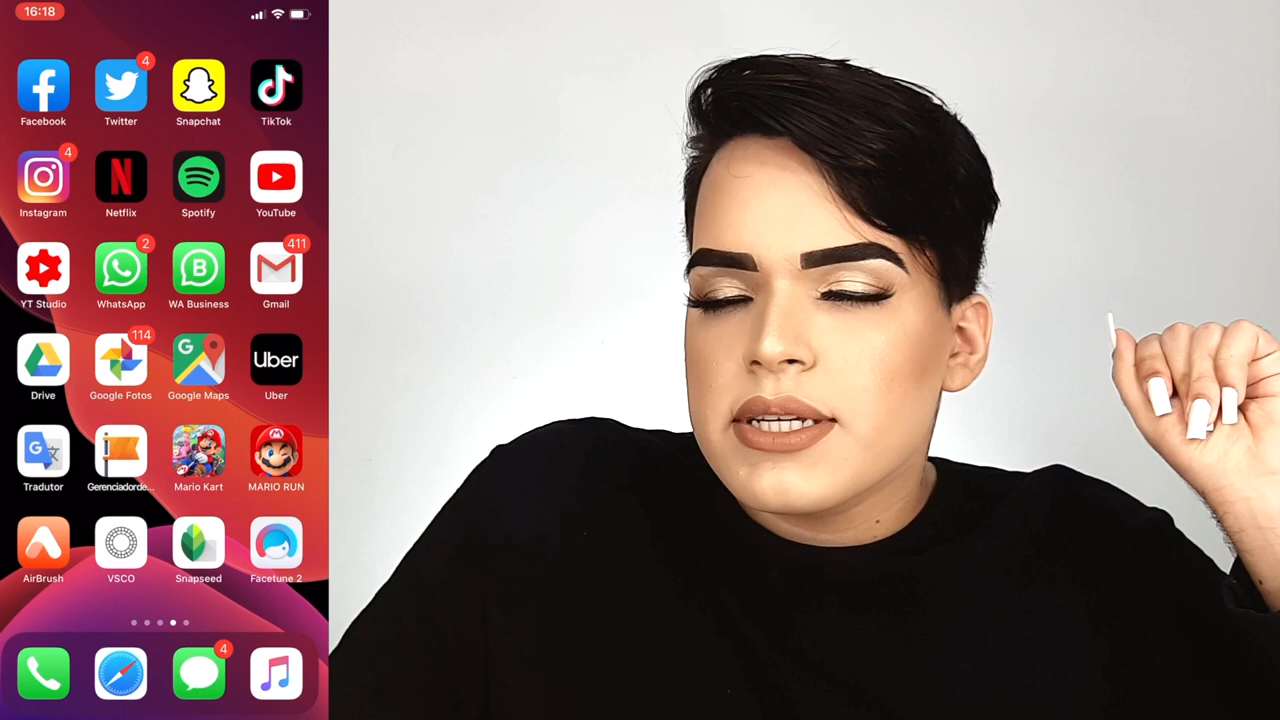 16:18
4
Facebook
Twitter
Snapchat
TikTok
4
N
Instagram
Netflix
Spotify
YouTube
2
B
411
YT Studio
WhatsApp
WA Business
Gmail
114
G
Uber
Drive
Google Fotos
Google Maps
Uber
G
M
Tradutor
Gerenciadorde...
Mario Kart
MARIO RUN
AirBrush
VSCO
Snapseed
Facetune 2
4